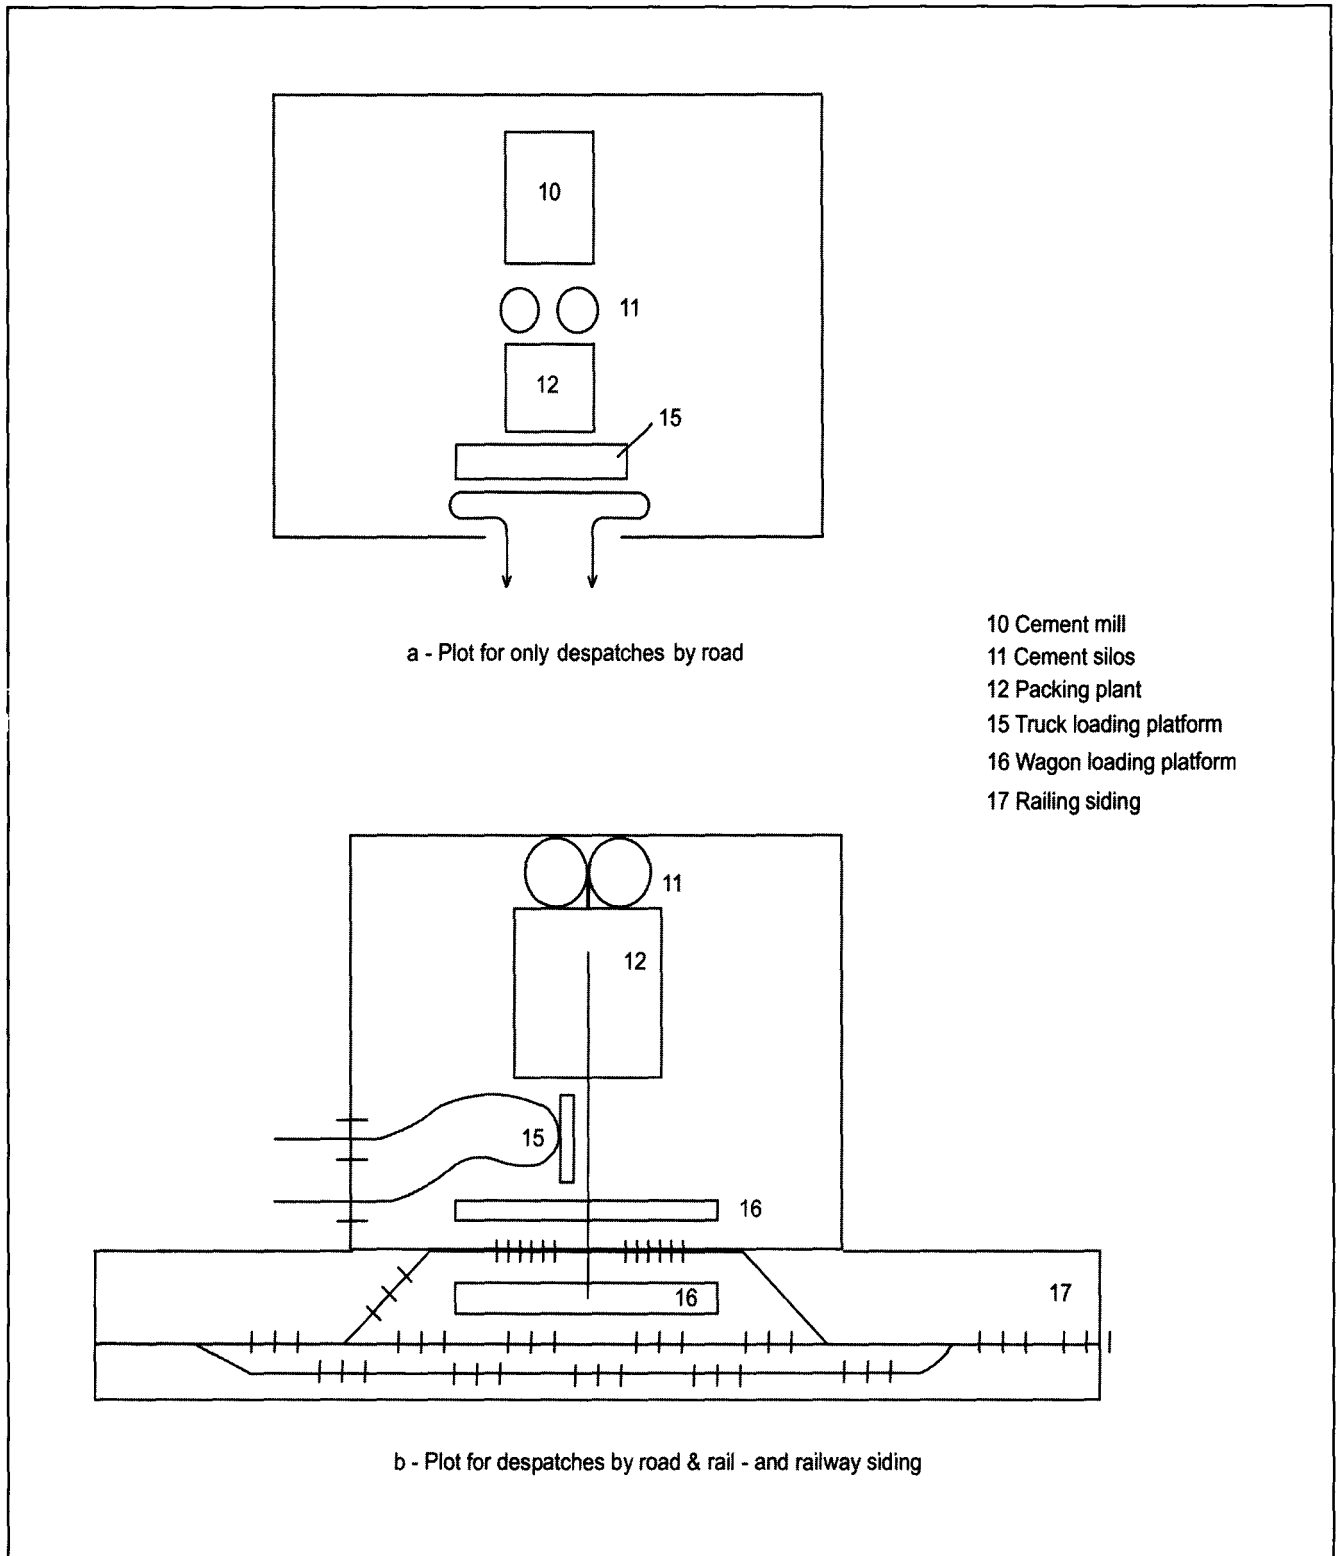 10
11
12
15
a - Plot for only despatches by road
10 Cement mill
11 Cement silos
12 Packing plant
15 Truck loading platform
16 Wagon loading platform
17 Railing siding
11
12
15
16
17
16
b - Plot for despatches by road & rail - and railway siding